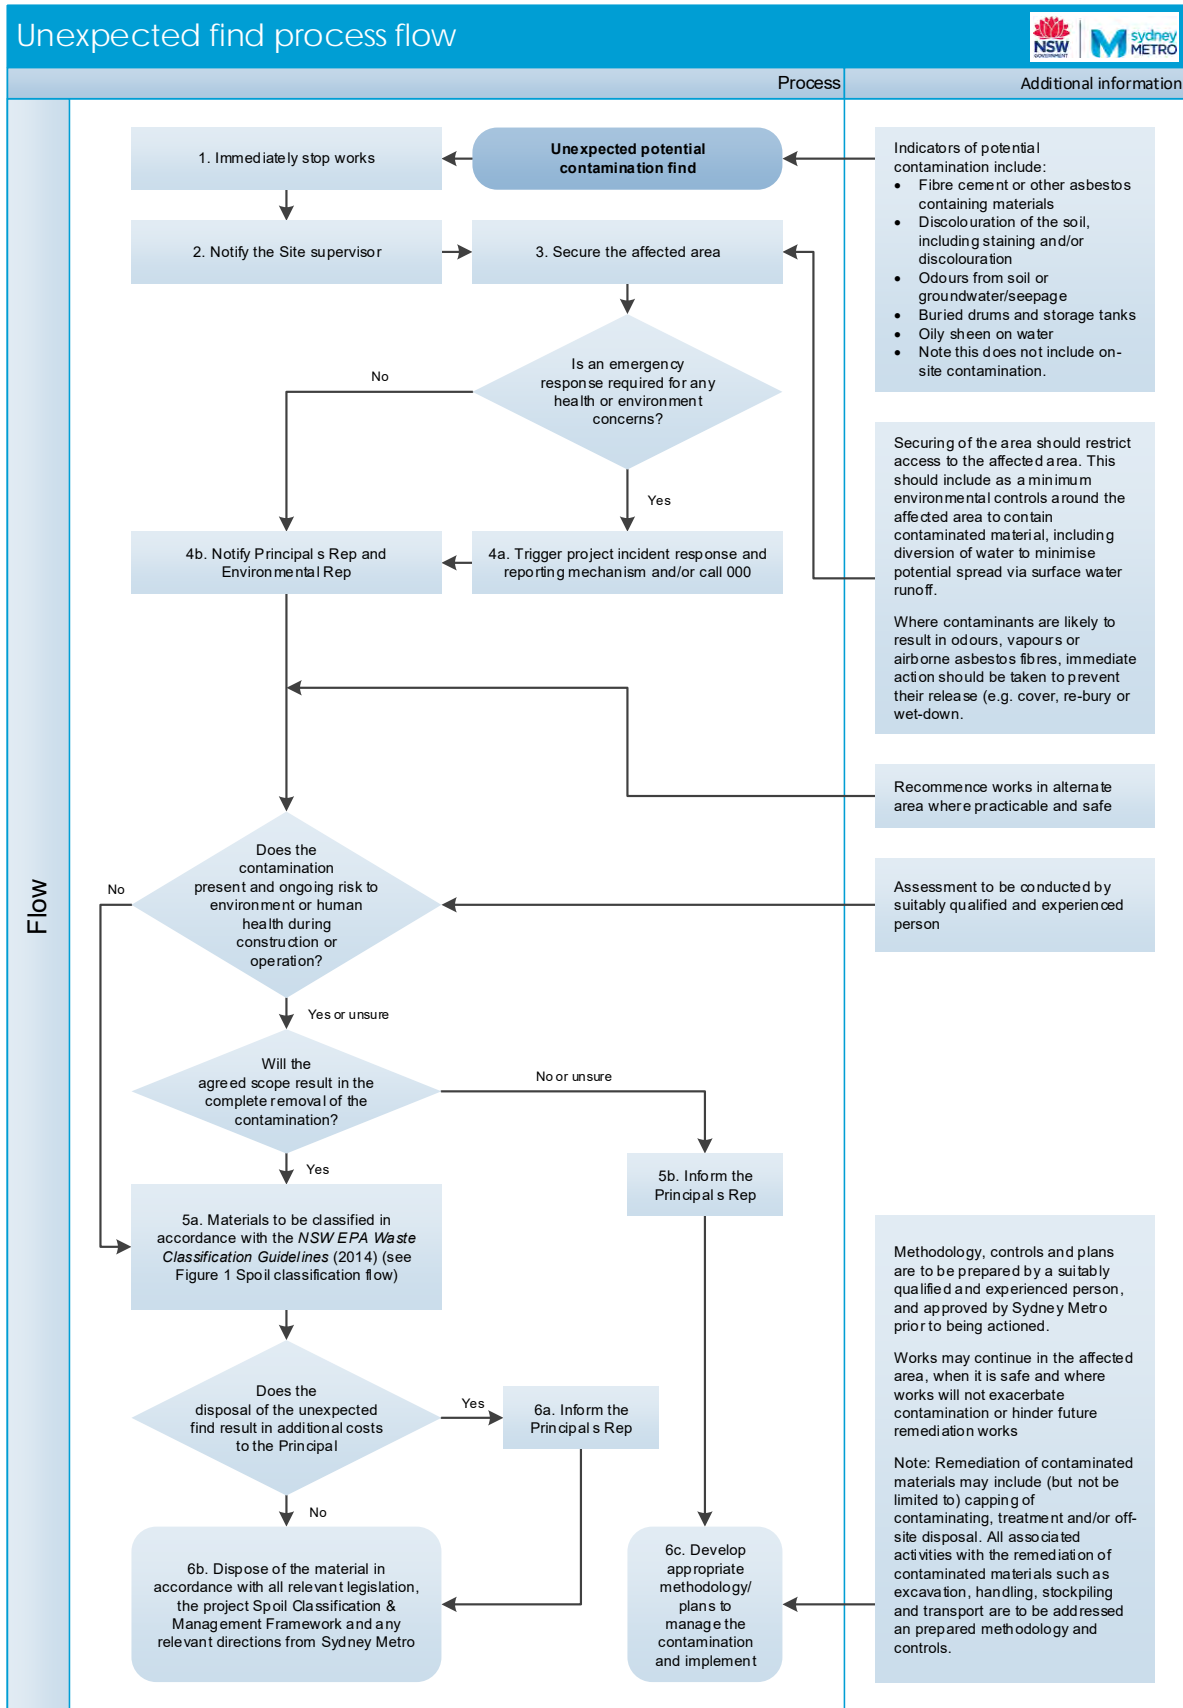 Unexpected find process flow
NSW
GOVERNMENT
sydney
METRO
Process
Additional information
Flow
Unexpected potential
contamination find
1. Immediately stop works
2. Notify the Site supervisor
3. Secure the affected area
Is an emergency
response required for any
health or environment
concerns?
No
Yes
4b. Notify Principals Rep and
Environmental Rep
4a. Trigger project incident response and
reporting mechanism and/or call 000
Does the
contamination
present and ongoing risk to
environment or human
health during
construction or
operation?
No
Yes or unsure
Will the
agreed scope result in the
complete removal of the
contamination?
No or unsure
Yes
5b. Inform the
Principals Rep
5a. Materials to be classified in
accordance with the NSW EPA Waste
Classification Guidelines (2014) (see
Figure 1 Spoil classification flow)
Does the
disposal of the unexpected
find result in additional costs
to the Principal
Yes
6a. Inform the
Principals Rep
No
6b. Dispose of the material in
accordance with all relevant legislation,
the project Spoil Classification &
Management Framework and any
relevant directions from Sydney Metro
6c. Develop
appropriate
methodology/
plans to
manage the
contamination
and implement
Indicators of potential
contamination include:
• Fibre cement or other asbestos
containing materials
• Discolouration of the soil,
including staining and/or
discolouration
• Odours from soil or
groundwater/seepage
• Buried drums and storage tanks
• Oily sheen on water
• Note this does not include on-
site contamination.
Securing of the area should restrict
access to the affected area. This
should include as a minimum
environmental controls around the
affected area to contain
contaminated material, including
diversion of water to minimise
potential spread via surface water
runoff.
Where contaminants are likely to
result in odours, vapours or
airborne asbestos fibres, immediate
action should be taken to prevent
their release (e.g. cover, re-bury or
wet-down.
Recommence works in alternate
area where practicable and safe
Assessment to be conducted by
suitably qualified and experienced
person
Methodology, controls and plans
are to be prepared by a suitably
qualified and experienced person,
and approved by Sydney Metro
prior to being actioned.
Works may continue in the affected
area, when it is safe and where
works will not exacerbate
contamination or hinder future
remediation works
Note: Remediation of contaminated
materials may include (but not be
limited to) capping of
contaminating, treatment and/or off-
site disposal. All associated
activities with the remediation of
contaminated materials such as
excavation, handling, stockpiling
and transport are to be addressed
an prepared methodology and
controls.